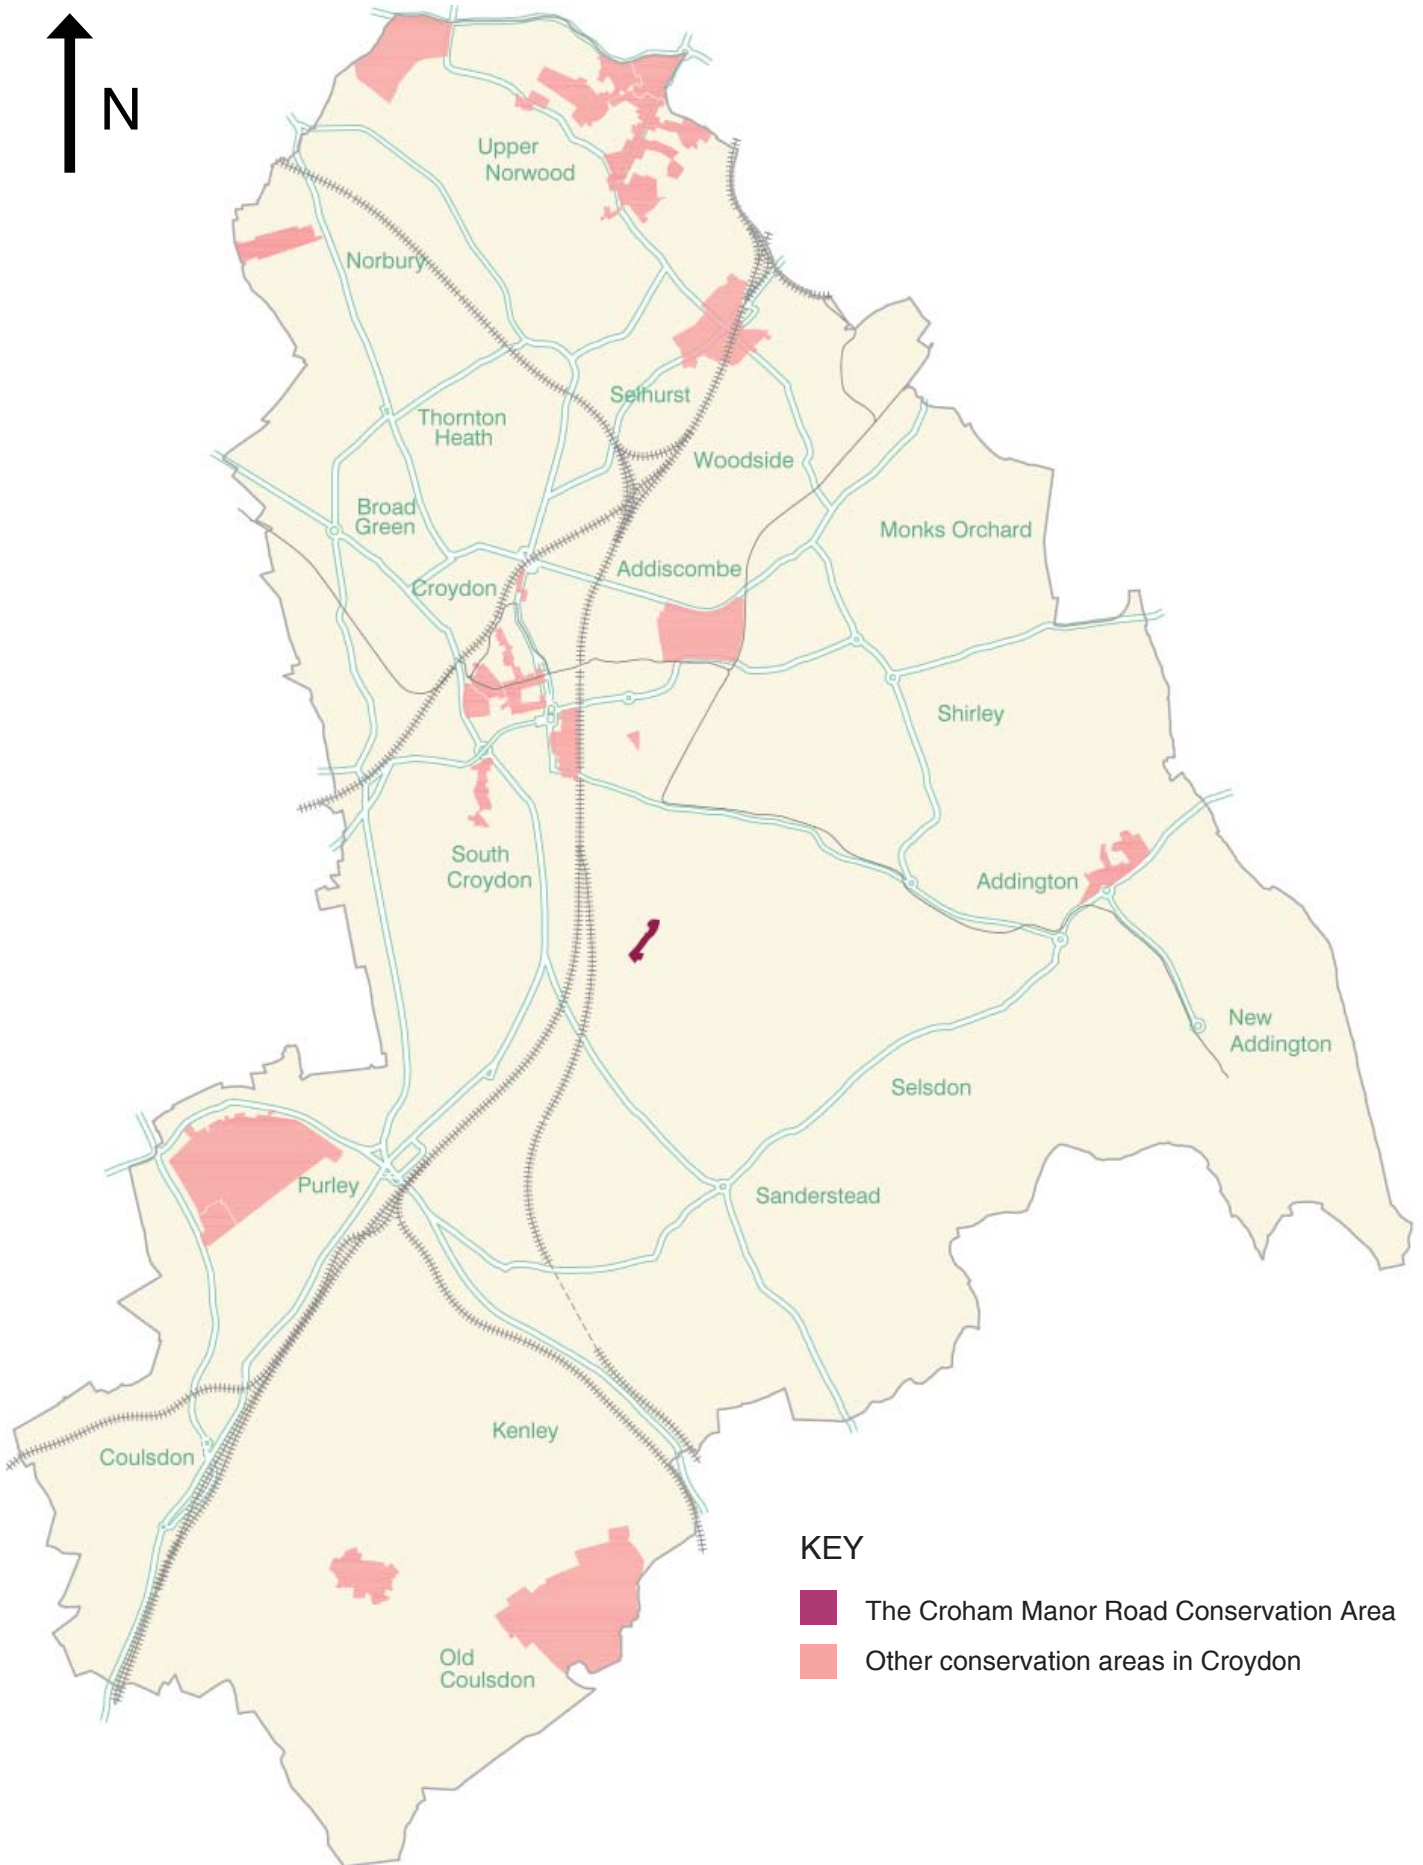 N
Upper
Norwood
Norbury
Selhurst
Thornton
Heath
Woodside
Broad
Green
Monks Orchard
Addiscombe
Croydon
Shirley
South
Croydon
Addington
New
Addington
Selsdon
Purley
Sanderstead
Kenley
Coulsdon
Old
Coulsdon
KEY
The Croham Manor Road Conservation Area
Other conservation areas in Croydon